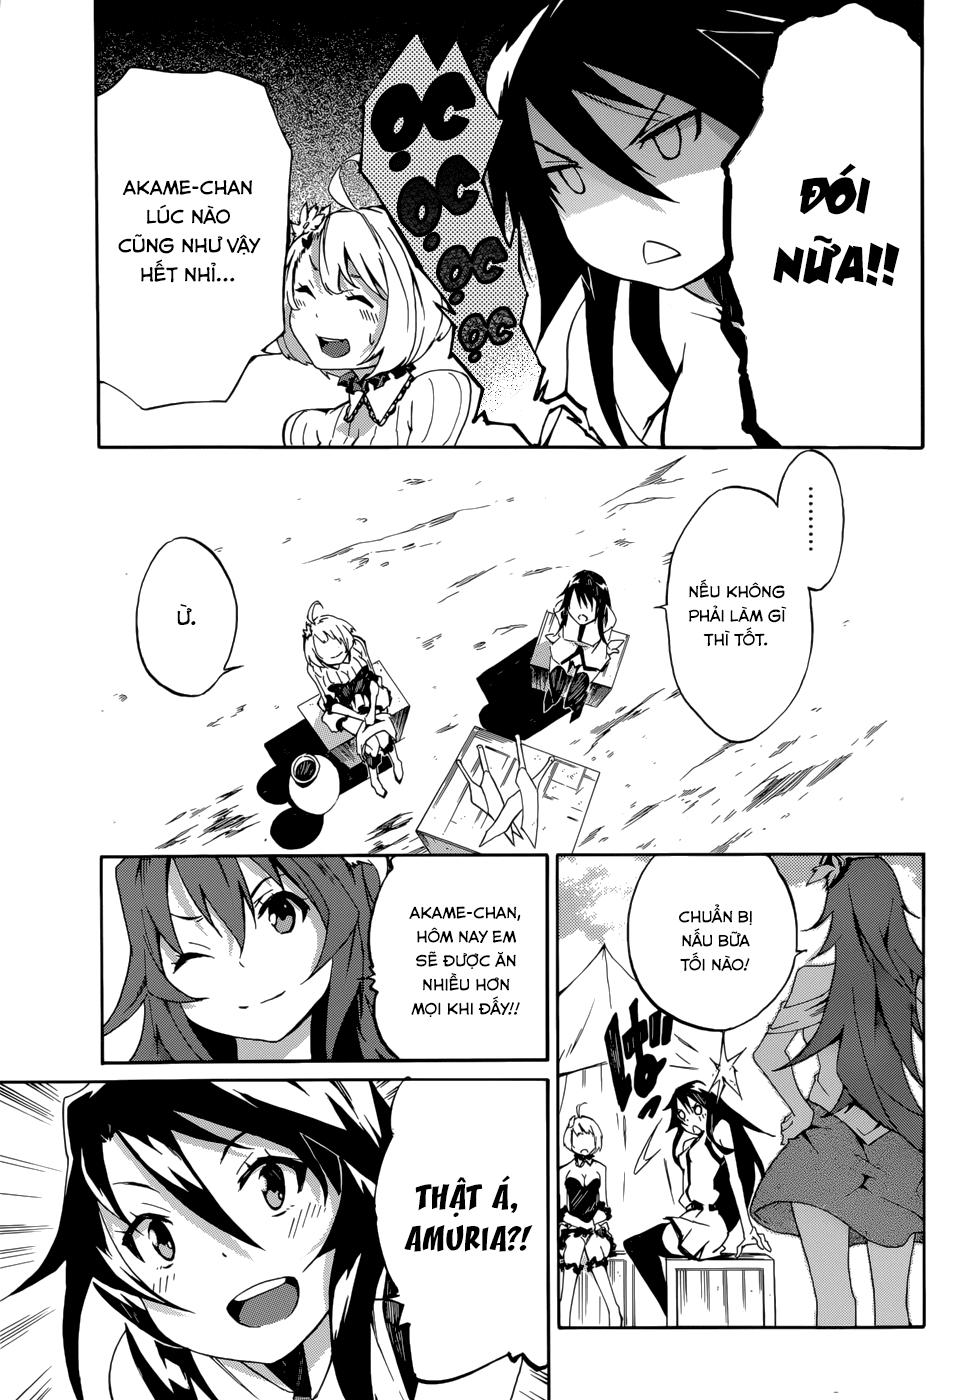 ĐÓI
NỮA!!
ỌC
ỌC
ỌC
ỌC
AKAME-CHAN
LÚC NÀO
CŨNG NHƯ VẬY
HẾT NHỈ...
.........
NẾU KHÔNG
PHẢI LÀM GÌ
THÌ TỐT.
Ừ.
CHUẨN BỊ
NẤU BỮA
TỐI NÀO!
AKAME-CHAN,
HÔM NAY EM
SẼ ĐƯỢC ĂN
NHIỀU HƠN
MỌI KHI ĐẤY!!
THẬT Á,
AMURIA?!